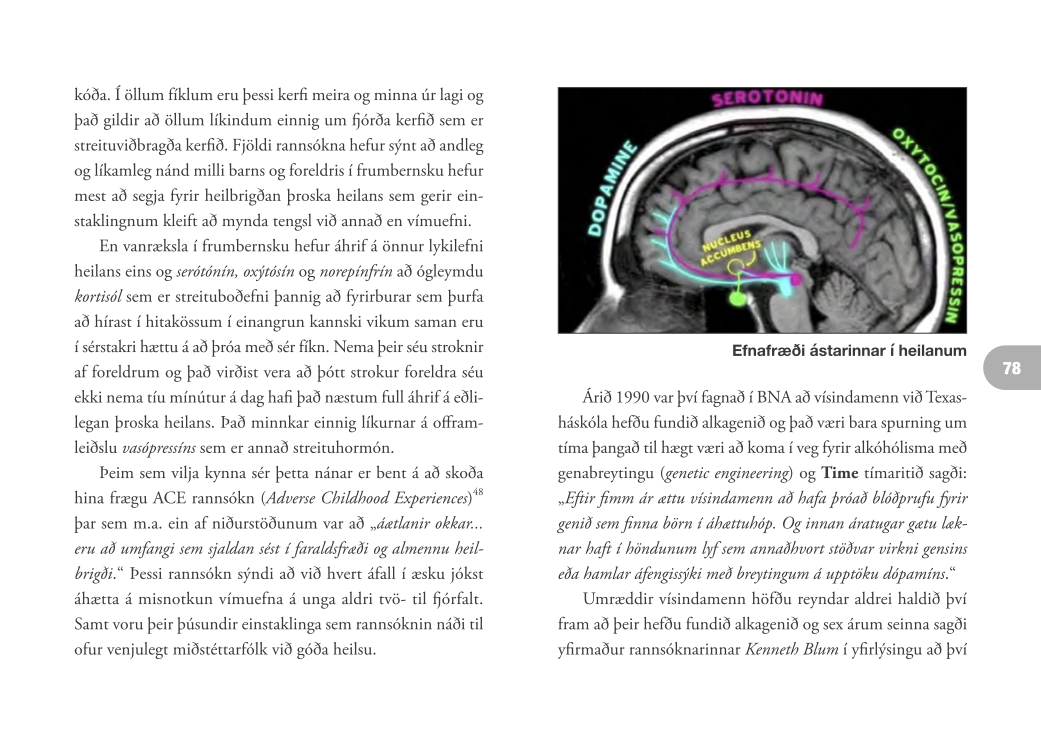 kóða. Í öllum fíklum eru þessi kerfi meira og minna úr lagi og
það gildir að öllum líkindum einnig um fjórða kerfið sem er
streituviðbragða kerfið. Fjöldi rannsókna hefur sýnt að andleg
og líkamleg nánd milli barns og foreldris í frumbernsku hefur
mest að segja fyrir heilbrigðan þroska heilans sem gerir ein-
staklingnum kleift að mynda tengsl við annað en vímuefni.
En vanræksla í frumbernsku hefur áhrif á önnur lykilefni
heilans eins og serótónín, oxýtósín og norepínfrín að ógleymdu
kortisól sem er streituboðefni þannig að fyrirburar sem þurfa
að hírast í hitakössum í einangrun kannski vikum saman eru
í sérstakri hættu á að þróa með sér fíkn. Nema þeir séu stroknir
af foreldrum og það virðist vera að þótt strokur foreldra séu
ekki nema tíu mínútur á dag hafi það næstum full áhrif á eðli-
legan þroska heilans. Það minnkar einnig líkurnar á offram-
leiðslu vasópressíns sem er annað streituhormón.
Þeim sem vilja kynna sér þetta nánar er bent á að skoða
hina frægu ACE rannsókn (Adverse Childhood Experiences)48
þar sem m.a. ein af niðurstöðunum var að „áætlanir okkar...
eru að umfangi sem sjaldan sést í faraldsfræði og almennu heil-
brigði.“ Þessi rannsókn sýndi að við hvert áfall í æsku jókst
áhætta á misnotkun vímuefna á unga aldri tvö- til fjórfalt.
Samt voru þeir þúsundir einstaklinga sem rannsóknin náði til
ofur venjulegt miðstéttarfólk við góða heilsu.
SEROTONIN
DOPAMINE
OXYTOCIN/VASOPRESSIN
NUCLEUS
ACCUMBENS
Efnafræði ástarinnar í heilanum
78
Árið 1990 var því fagnað í BNA að vísindamenn við Texas-
háskóla hefðu fundið alkagenið og það væri bara spurning um
tíma þangað til hægt væri að koma í veg fyrir alkóhólisma með
genabreytingu (genetic engineering) og Time tímaritið sagði:
„Eftir fimm ár ættu vísindamenn að hafa þróað blóðprufu fyrir
genið sem finna börn í áhættuhóp. Og innan áratugar gætu læk-
nar haft í höndunum lyf sem annaðhvort stöðvar virkni gensins
eða hamlar áfengissýki með breytingum á upptöku dópamíns.“
Umræddir vísindamenn höfðu reyndar aldrei haldið því
fram að þeir hefðu fundið alkagenið og sex árum seinna sagði
yfirmaður rannsóknarinnar Kenneth Blum í yfirlýsingu að því